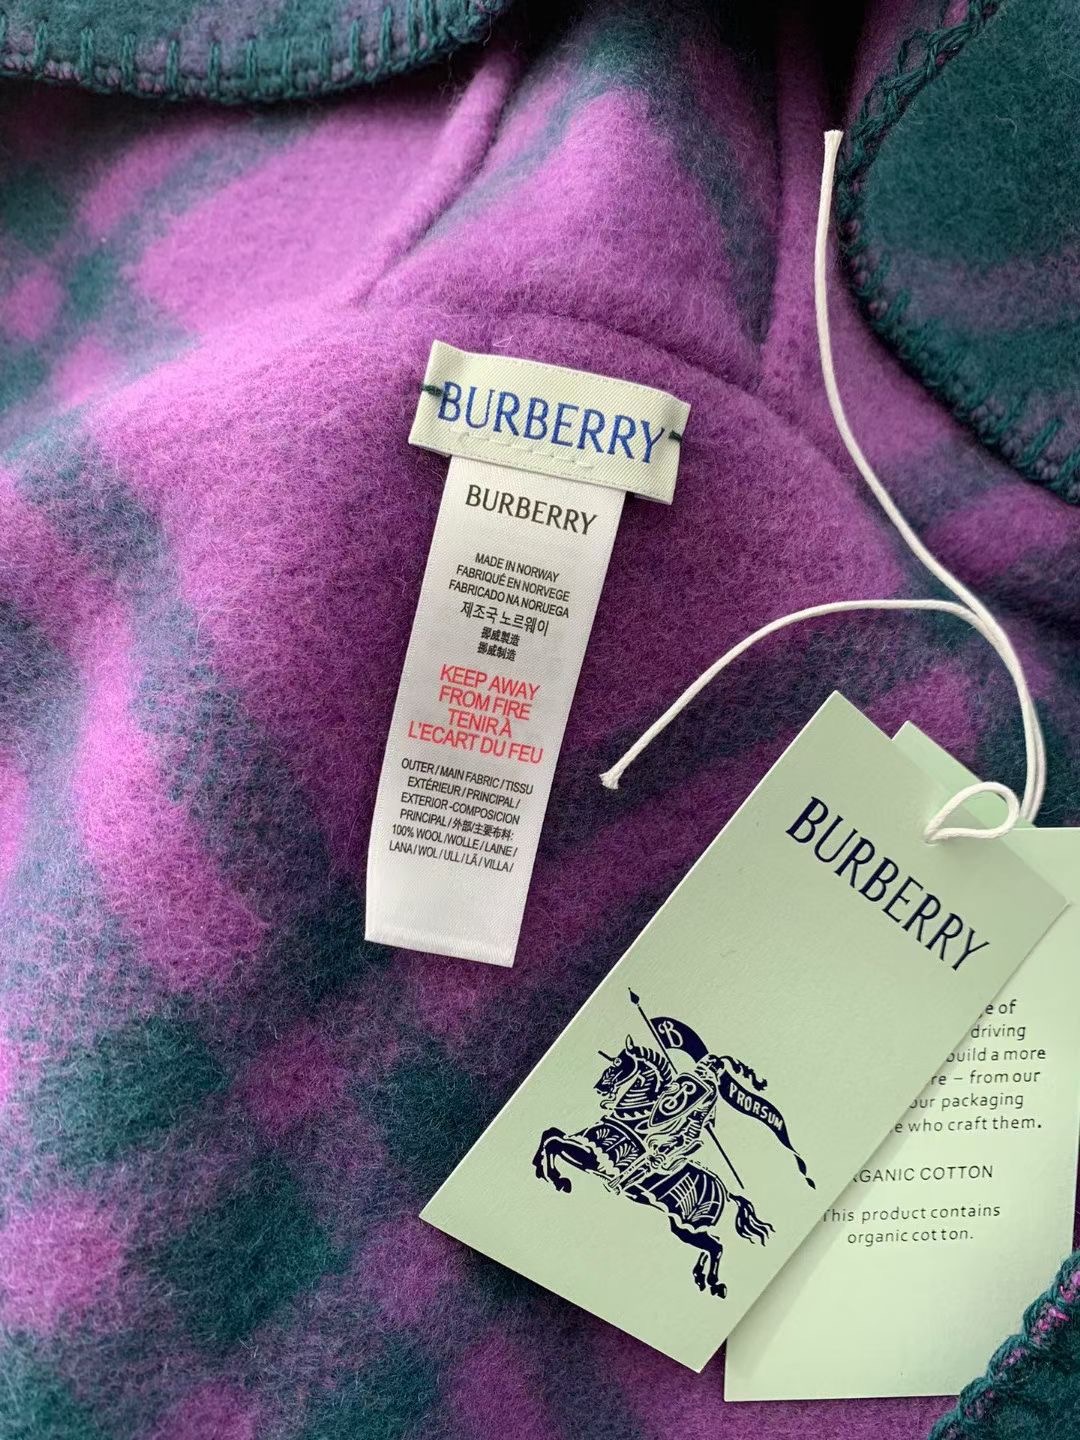 BURBERRY
BURBERRY
MADE IN NORWAY
FABRIQUÉ EN NORVEGE
FABRICADO NA NORUEGA
제조국 노르웨이
挪威製造
挪威制造
KEEP AWAY
FROM FIRE
TENIR À
L'ECART DU FEU
OUTER / MAIN FABRIC / TISSU
EXTÉRIEUR / PRINCIPAL /
EXTERIOR-COMPOSICION
PRINCIPAL / 外部/主要布料:
100% WOOL / WOLLE / LAINE /
LANA / WOL / ULL / LÃ / VILLA /
BURBERRY
B
PRORSUM
B
of
driving
build a more
– from our
our packaging
who craft them.
ORGANIC COTTON
This product contains
organic cotton.